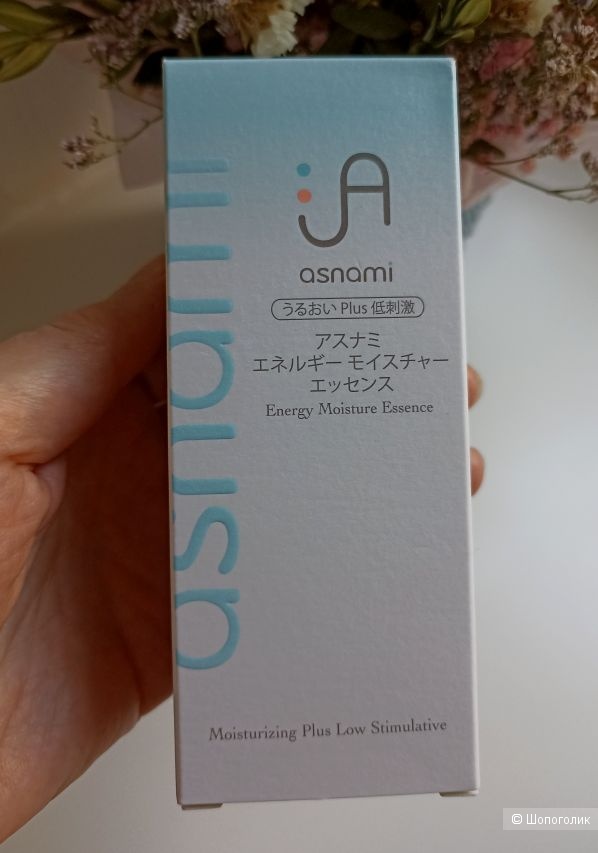 asnami
asnami
うるおい Plus 低刺激
アスナミ
エネルギー モイスチャー
エッセンス
Energy Moisture Essence
Moisturizing Plus Low Stimulative
© Шопоголик